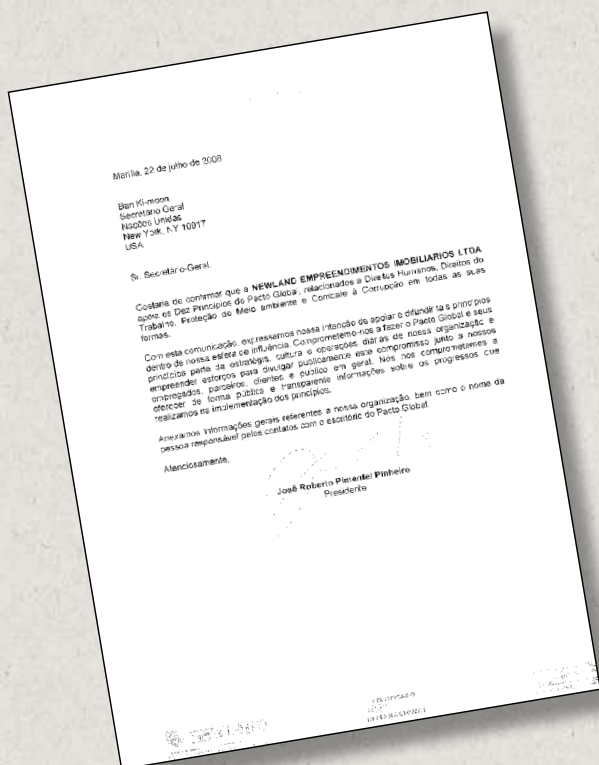 Marília, 22 de julho de 2008
Ban Ki-moon
Secretário Geral
Nações Unidas
New York, NY 10017
USA
Sr. Secretário-Geral,
Gostaria de confirmar que a NEWLAND EMPREENDIMENTOS IMOBILIARIOS LTDA
apóia os Dez Princípios do Pacto Global, relacionados a Direitos Humanos, Direitos do
Trabalho, Proteção do Meio ambiente e Combate à Corrupção em todas as suas
formas.
Com esta comunicação, expressamos nossa intenção de apoiar e difundir tais princípios
dentro de nossa esfera de influência. Comprometemo-nos a fazer o Pacto Global e seus
princípios parte da estratégia, cultura e operações diárias de nossa organização e
empreender esforços para divulgar publicamente este compromisso junto a nossos
empregados, parceiros, clientes e público em geral. Nós nos comprometemos a
oferecer de forma pública e transparente informações sobre os progressos que
realizamos na implementação dos princípios.
Anexamos informações gerais referentes a nossa organização, bem como o nome da
pessoa responsável pelos contatos com o escritório do Pacto Global.
Atenciosamente,
José Roberto Pimentel Pinheiro
Presidente
INTERNACIONAL